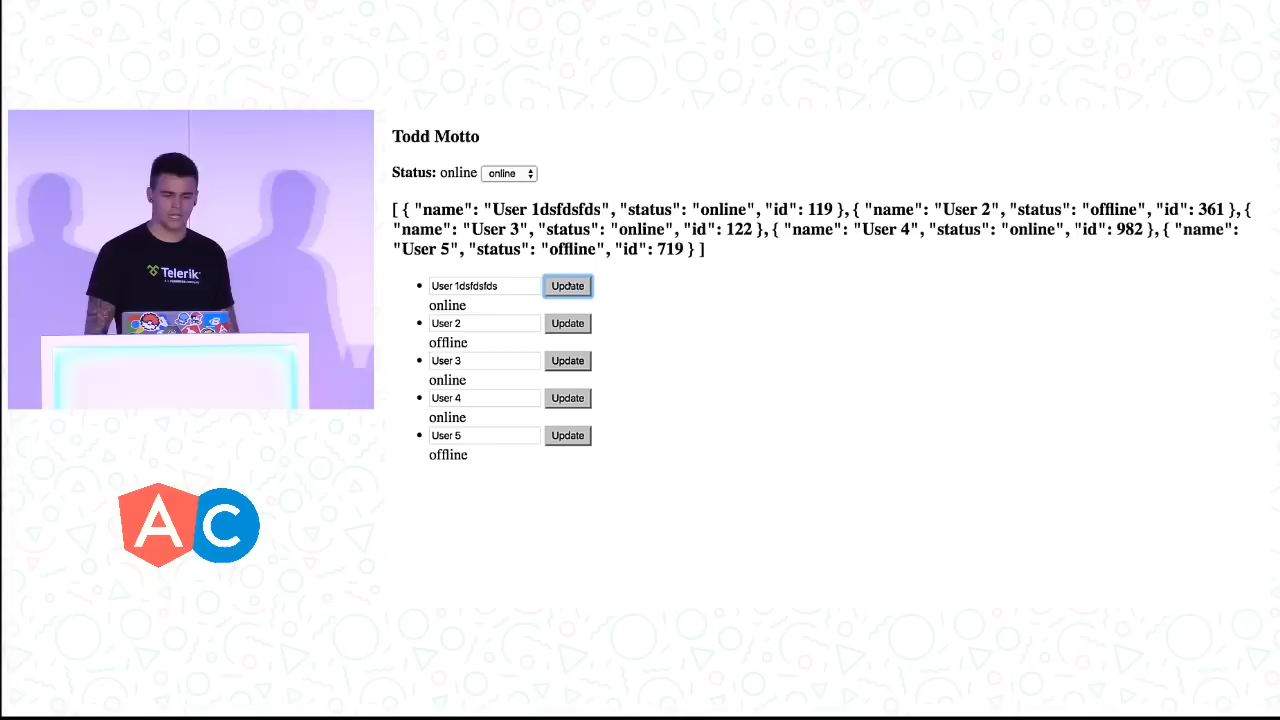 Todd Motto
Status: online online
[ { "name": "User 1dsfdsfds", "status": "online", "id": 119 }, { "name": "User 2", "status": "offline", "id": 361 }, {
"name": "User 3", "status": "online", "id": 122 }, { "name": "User 4", "status": "online", "id": 982 }, { "name":
"User 5", "status": "offline", "id": 719 } ]
User 1dsfdsfds Update
online
User 2 Update
offline
User 3 Update
online
User 4 Update
online
User 5 Update
offline
Telerik
AC